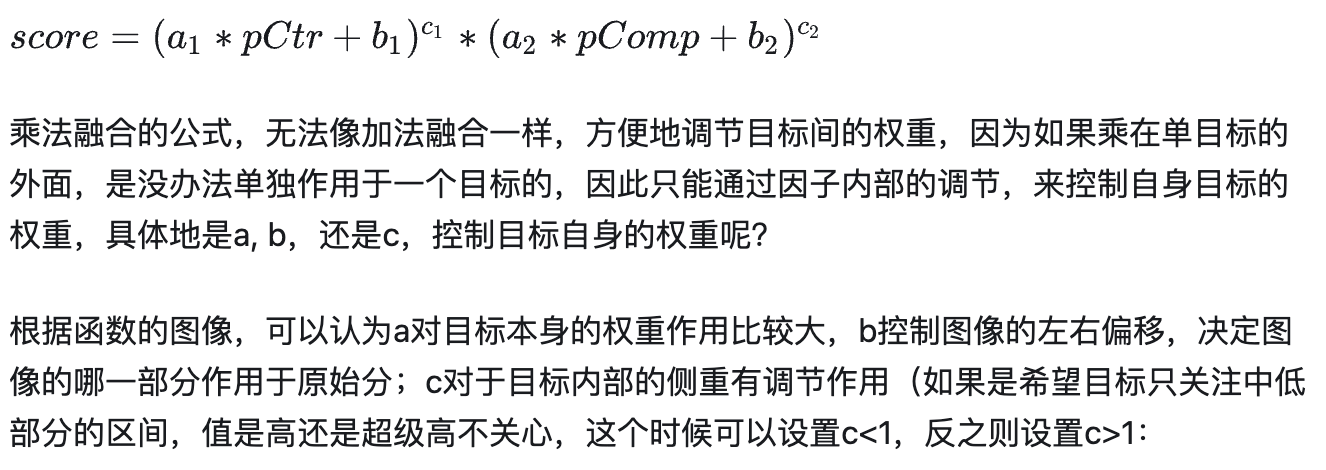 score = (a₁ * pCtr + b₁)^c₁ * (a₂ * pComp + b₂)^c₂
乘法融合的公式，无法像加法融合一样，方便地调节目标间的权重，因为如果乘在单目标的
外面，是没办法单独作用于一个目标的，因此只能通过因子内部的调节，来控制自身目标的
权重，具体地是a, b，还是c，控制目标自身的权重呢?
根据函数的图像，可以认为a对目标本身的权重作用比较大，b控制图像的左右偏移，决定图
像的哪一部分作用于原始分；c对于目标内部的侧重有调节作用（如果是希望目标只关注中低
部分的区间，值是高还是超级高不关心，这个时候可以设置c<1，反之则设置c>1：